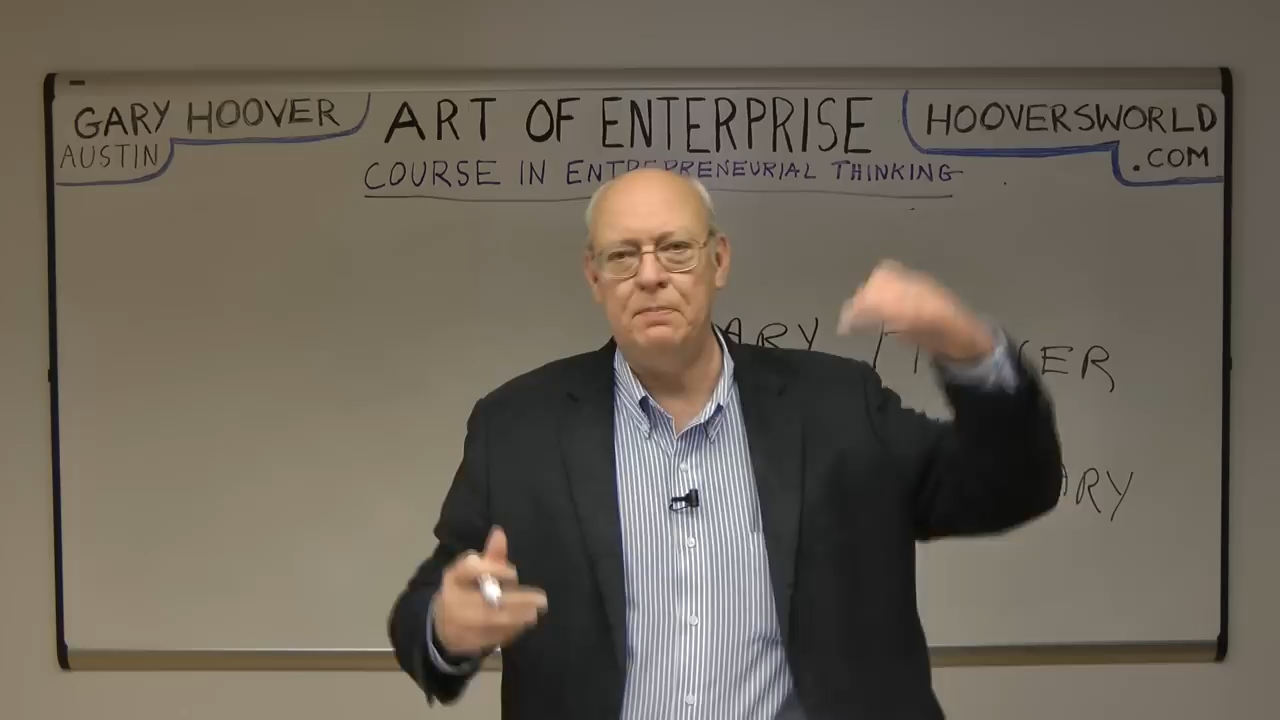 GARY HOOVER
AUSTIN
ART OF ENTERPRISE
COURSE IN ENTREPRENEURIAL THINKING
HOOVERSWORLD
.COM